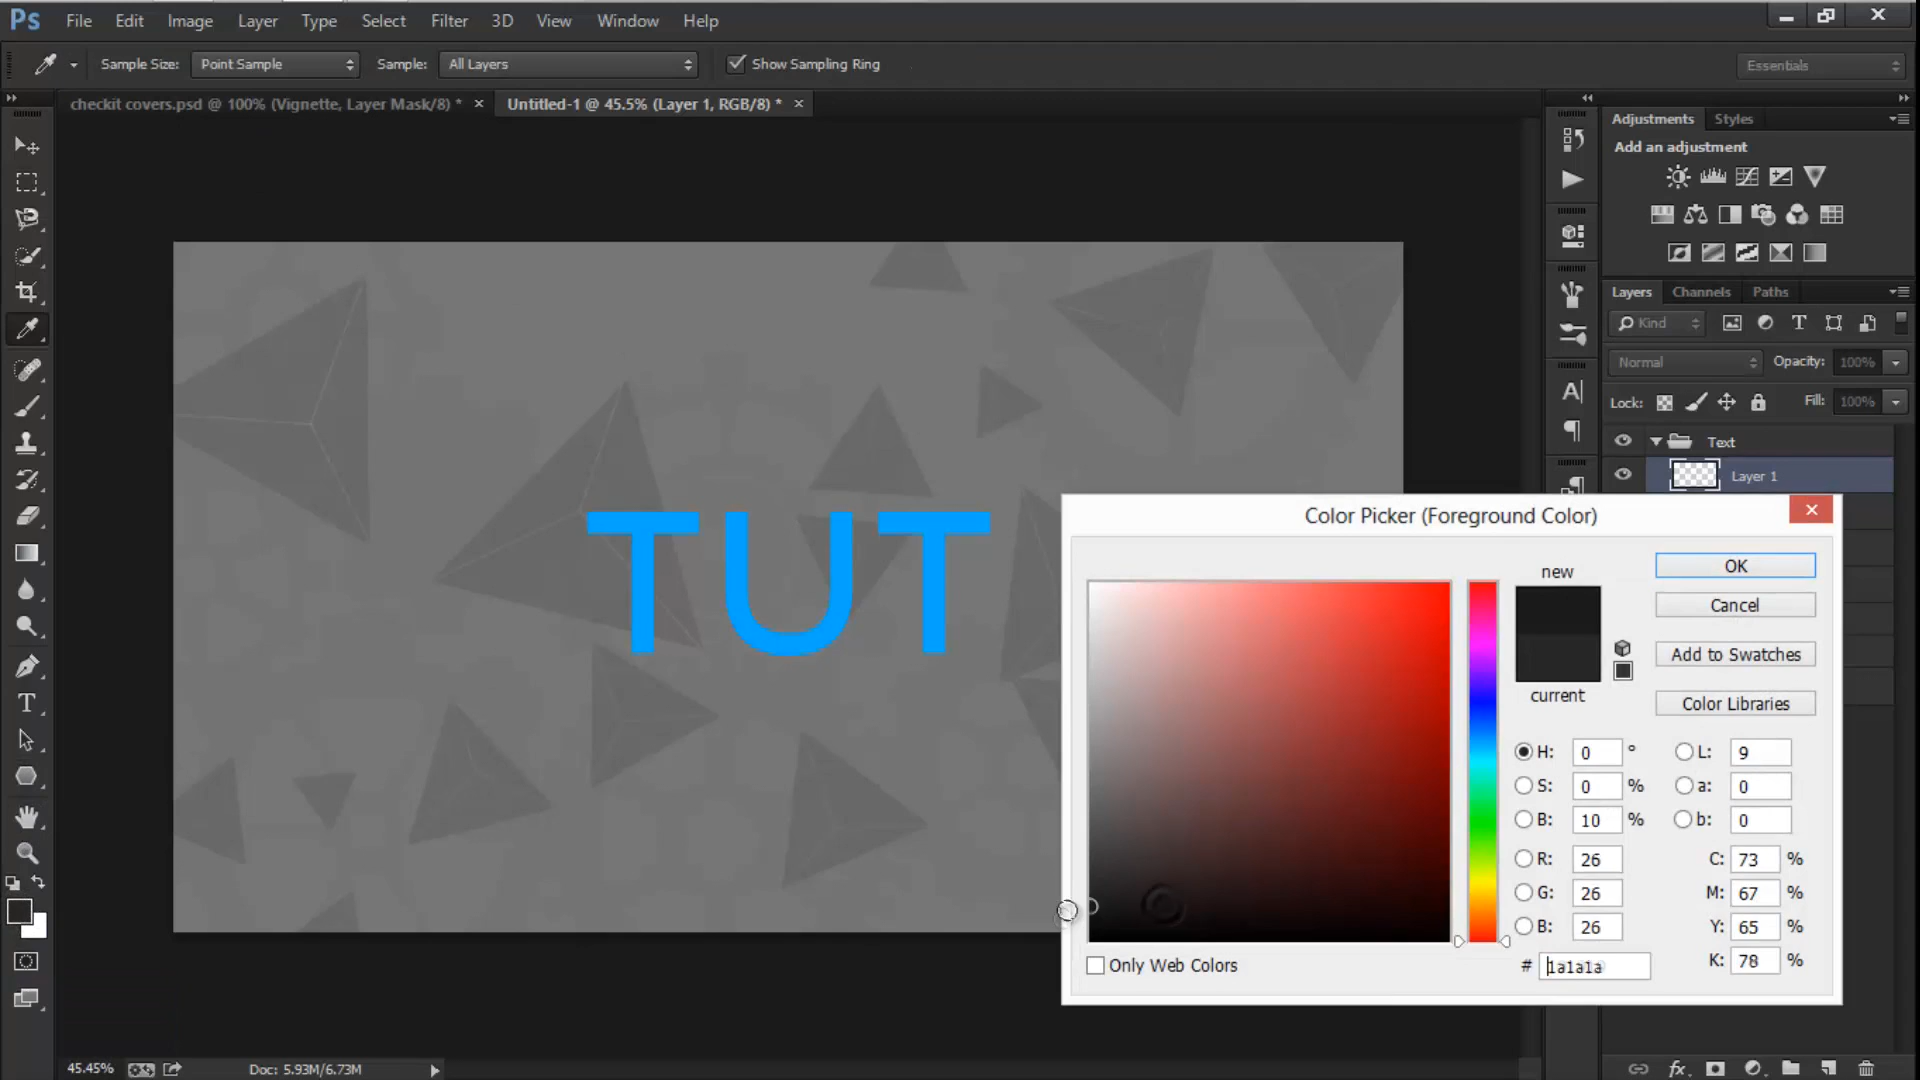 Ps File Edit Image Layer Type Select Filter 3D View Window Help
Sample Size: Point Sample Sample: All Layers Show Sampling Ring Essentials
checkit covers.psd @ 100% (Vignette, Layer Mask/8) * × Untitled-1 @ 45.5% (Layer 1, RGB/8) * ×
Adjustments Styles
Add an adjustment
Layers Channels Paths
Kind
Normal Opacity: 100%
Lock: Fill: 100%
Text
Layer 1
TUT
Color Picker (Foreground Color)
new
current
OK
Cancel
Add to Swatches
Color Libraries
H: 0 ° L: 9
S: 0 % a: 0
B: 10 % b: 0
R: 26 C: 73 %
G: 26 M: 67 %
B: 26 Y: 65 %
# 1a1a1a K: 78 %
Only Web Colors
45.45% Doc: 5.93M/6.73M
fx